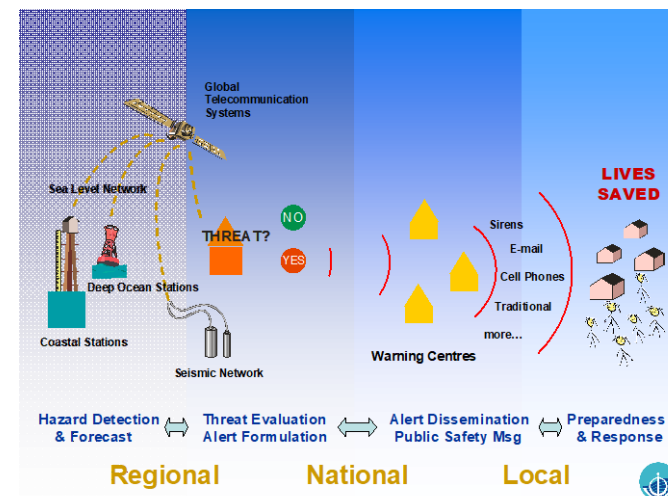 Global
Telecommunication
Systems
Sea Level Network
LIVES
SAVED
NO
THREAT?
YES
Sirens
E-mail
Cell Phones
Traditional
more...
Deep Ocean Stations
Coastal Stations
Seismic Network
Warning Centres
Hazard Detection
& Forecast
Threat Evaluation
Alert Formulation
Alert Dissemination
Public Safety Msg
Preparedness
& Response
Regional
National
Local